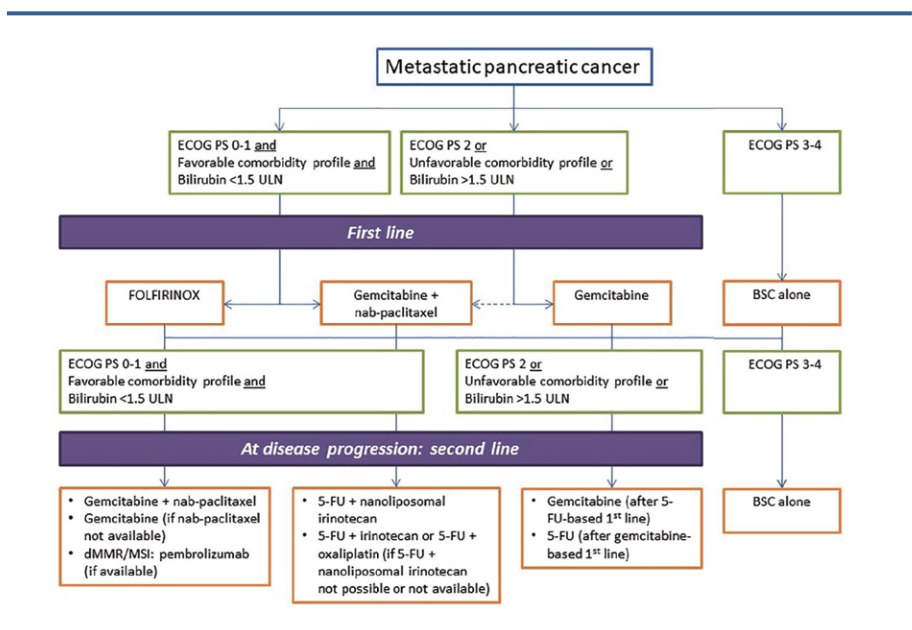 Metastatic pancreatic cancer
ECOG PS 0-1 and
Favorable comorbidity profile and
Bilirubin <1.5 ULN
ECOG PS 2 or
Unfavorable comorbidity profile or
Bilirubin >1.5 ULN
ECOG PS 3-4
First line
FOLFIRINOX
Gemcitabine +
nab-paclitaxel
Gemcitabine
BSC alone
ECOG PS 0-1 and
Favorable comorbidity profile and
Bilirubin <1.5 ULN
ECOG PS 2 or
Unfavorable comorbidity profile or
Bilirubin >1.5 ULN
ECOG PS 3-4
At disease progression: second line
• Gemcitabine + nab-paclitaxel
• Gemcitabine (if nab-paclitaxel
not available)
• dMMR/MSI: pembrolizumab
(if available)
• 5-FU + nanoliposomal
irinotecan
• 5-FU + irinotecan or 5-FU +
oxaliplatin (if 5-FU +
nanoliposomal irinotecan
not possible or not available)
• Gemcitabine (after 5-
FU-based 1st line)
• 5-FU (after gemcitabine-
based 1st line)
BSC alone